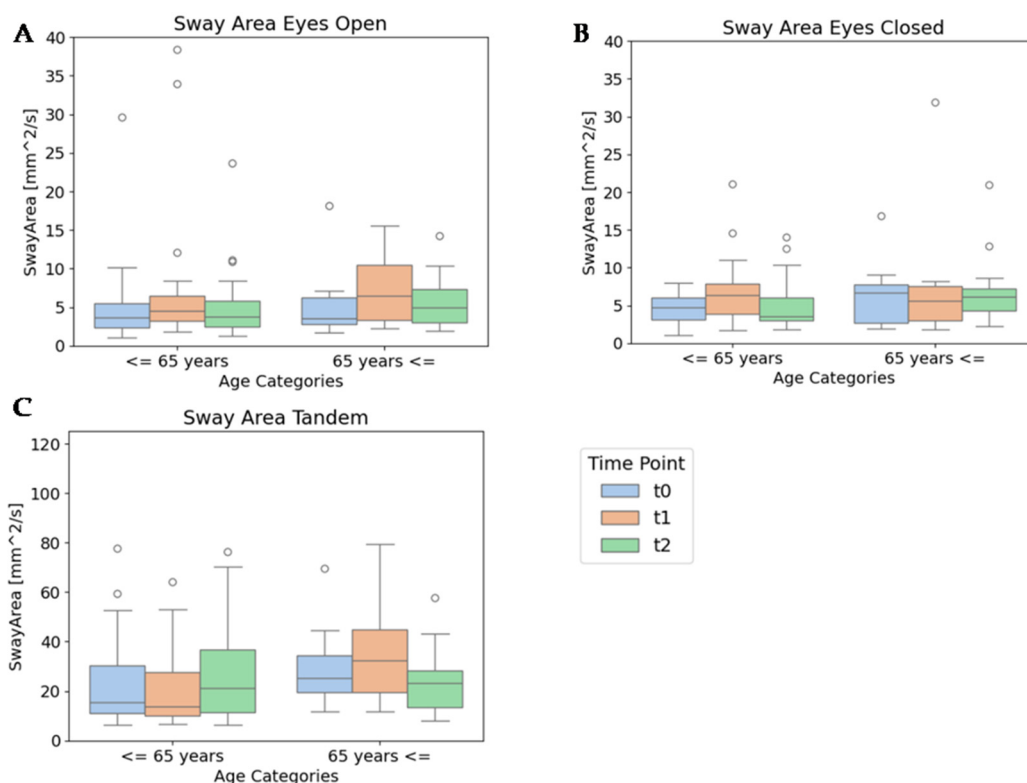 A
Sway Area Eyes Open
SwayArea [mm^2/s]
40
35
30
25
20
15
10
5
0
<= 65 years
65 years <=
Age Categories
B
Sway Area Eyes Closed
SwayArea [mm^2/s]
40
35
30
25
20
15
10
5
0
<= 65 years
65 years <=
Age Categories
C
Sway Area Tandem
SwayArea [mm^2/s]
120
100
80
60
40
20
0
<= 65 years
65 years <=
Age Categories
Time Point
t0
t1
t2